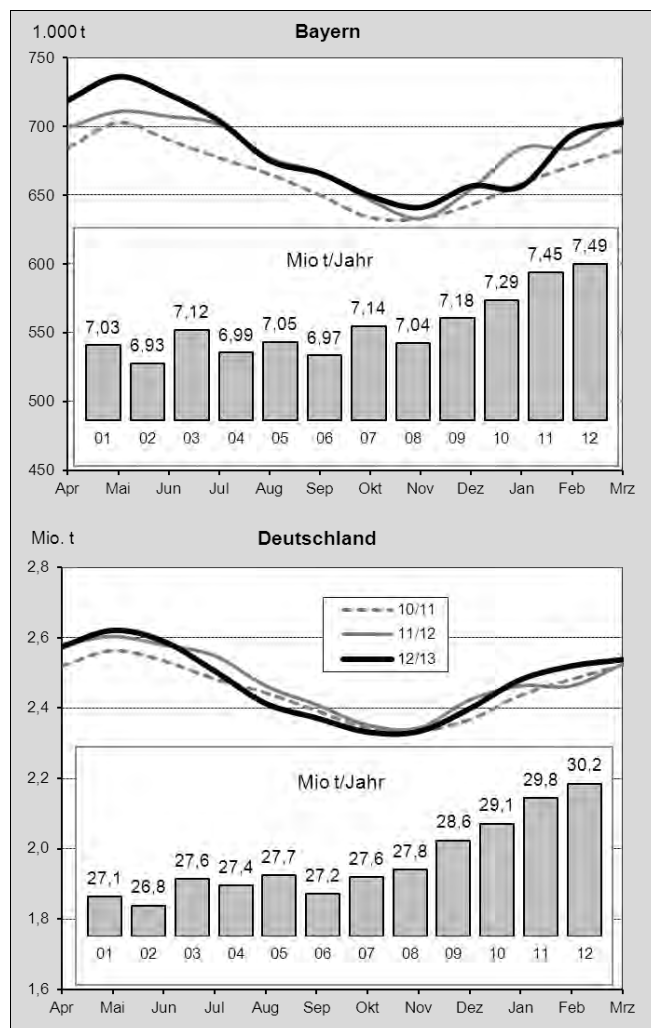 1.000 t
Bayern
750
700
650
600
550
500
450
Mio t/Jahr
7,03 6,93 7,12 6,99 7,05 6,97 7,14 7,04 7,18 7,29 7,45 7,49
01 02 03 04 05 06 07 08 09 10 11 12
Apr Mai Jun Jul Aug Sep Okt Nov Dez Jan Feb Mrz
Mio. t
Deutschland
2,8
2,6
2,4
2,2
2,0
1,8
1,6
10/11
11/12
12/13
Mio t/Jahr
27,1 26,8 27,6 27,4 27,7 27,2 27,6 27,8 28,6 29,1 29,8 30,2
01 02 03 04 05 06 07 08 09 10 11 12
Apr Mai Jun Jul Aug Sep Okt Nov Dez Jan Feb Mrz